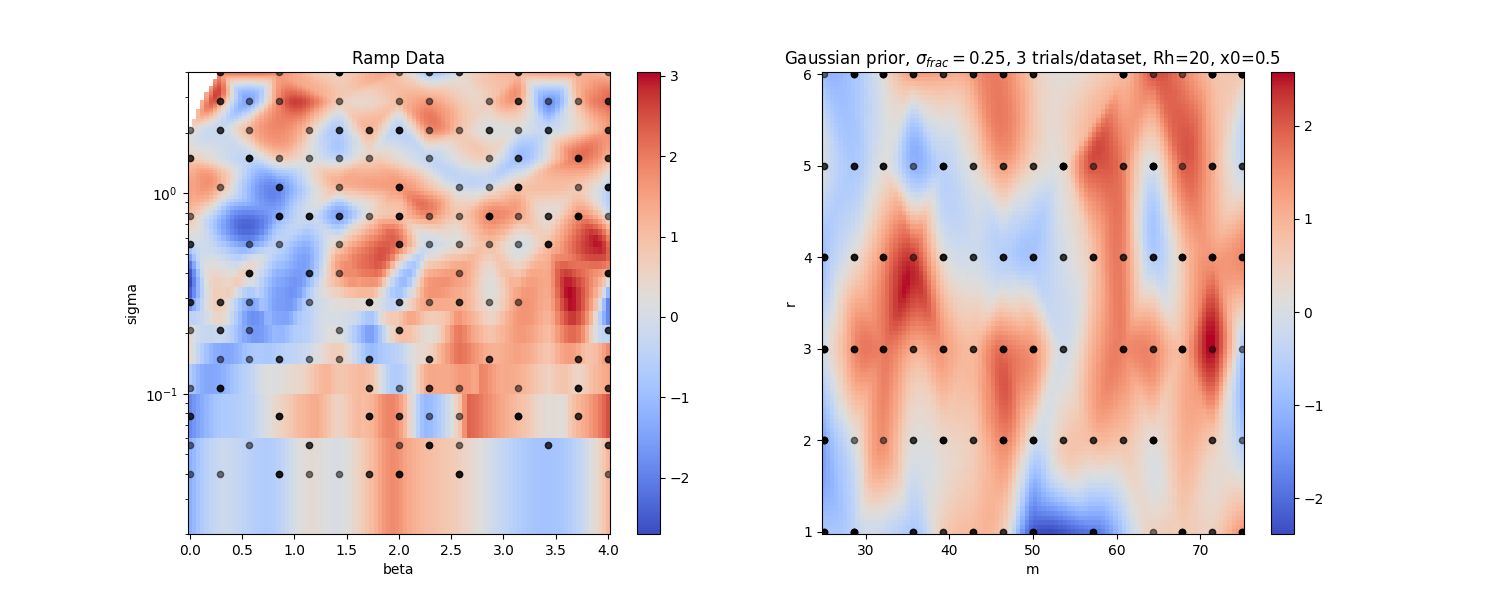 Ramp Data
sigma
10^0
10^{-1}
0.0 0.5 1.0 1.5 2.0 2.5 3.0 3.5 4.0
beta
3
2
1
0
−1
−2
Gaussian prior, σ_{frac} = 0.25, 3 trials/dataset, Rh=20, x0=0.5
r
6
5
4
3
2
1
30 40 50 60 70
m
2
1
0
−1
−2